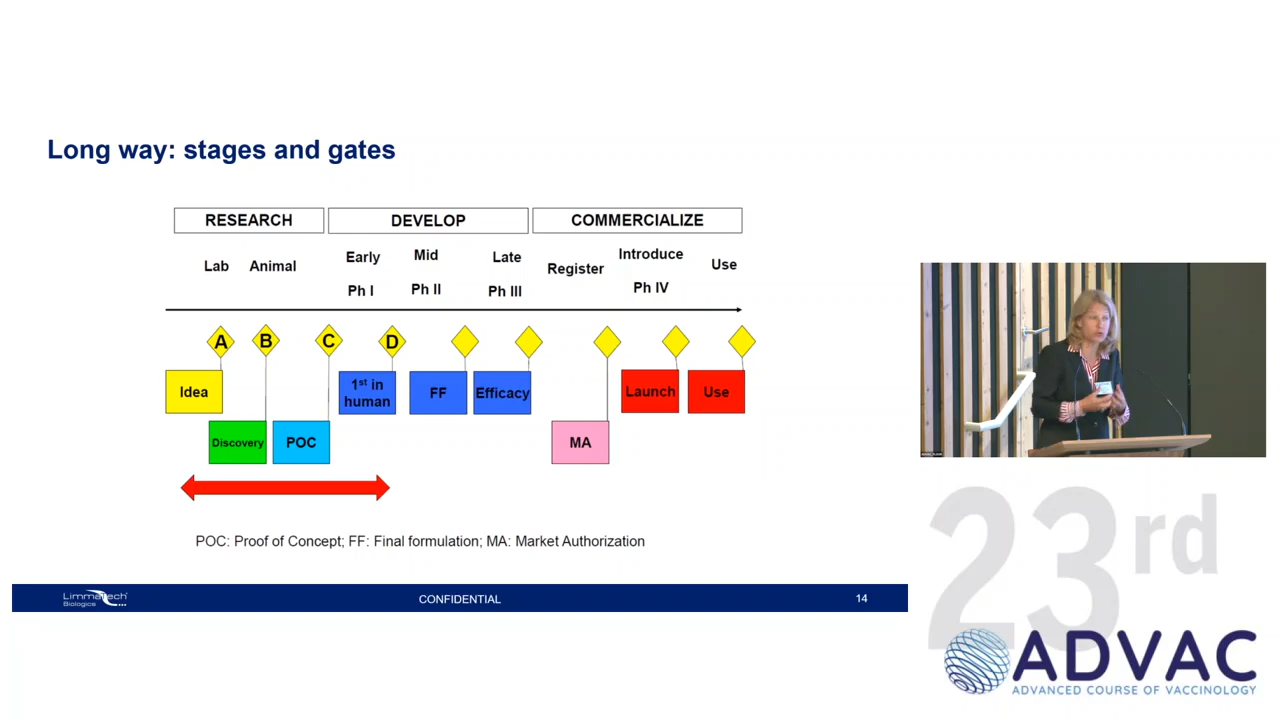 Long way: stages and gates
RESEARCH
DEVELOP
COMMERCIALIZE
Lab
Animal
Early
Ph I
Mid
Ph II
Late
Ph III
Register
Introduce
Ph IV
Use
A
B
C
D
Idea
Discovery
POC
1st in
human
FF
Efficacy
MA
Launch
Use
POC: Proof of Concept; FF: Final formulation; MA: Market Authorization
LimmaTech
Biologics
CONFIDENTIAL
14
23rd
ADVAC
ADVANCED COURSE OF VACCINOLOGY